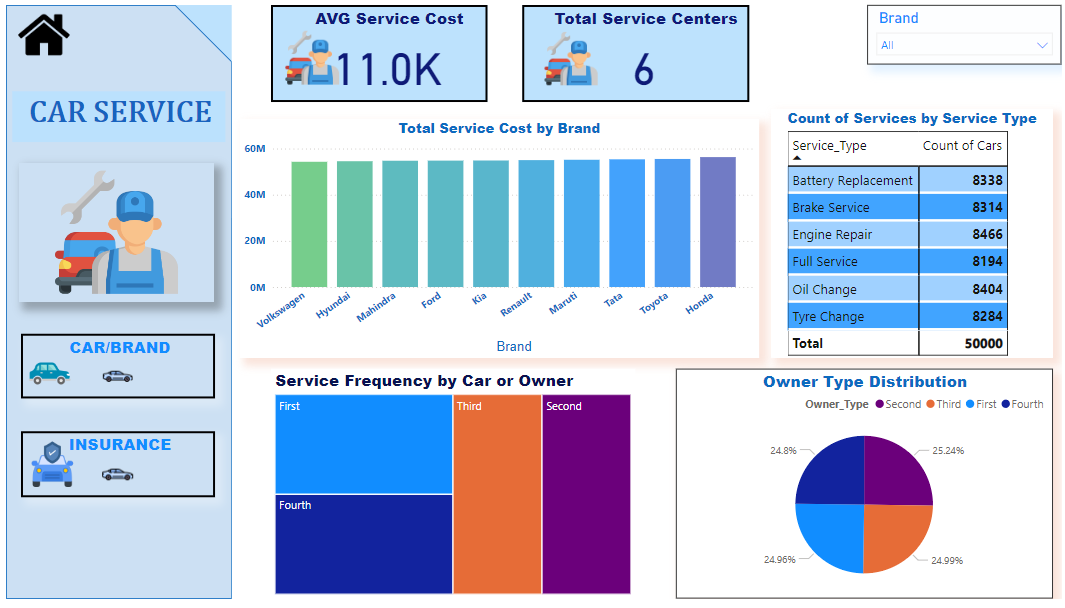 CAR SERVICE
CAR/BRAND
INSURANCE
AVG Service Cost
11.0K
Total Service Centers
6
Brand
All
Total Service Cost by Brand
60M
40M
20M
0M
Volkswagen
Hyundai
Mahindra
Ford
Kia
Renault
Maruti
Tata
Toyota
Honda
Brand
Count of Services by Service Type
Service_Type Count of Cars
Battery Replacement 8338
Brake Service 8314
Engine Repair 8466
Full Service 8194
Oil Change 8404
Tyre Change 8284
Total 50000
Service Frequency by Car or Owner
First
Third
Second
Fourth
Owner Type Distribution
Owner_Type Second Third First Fourth
24.8%
25.24%
24.96%
24.99%